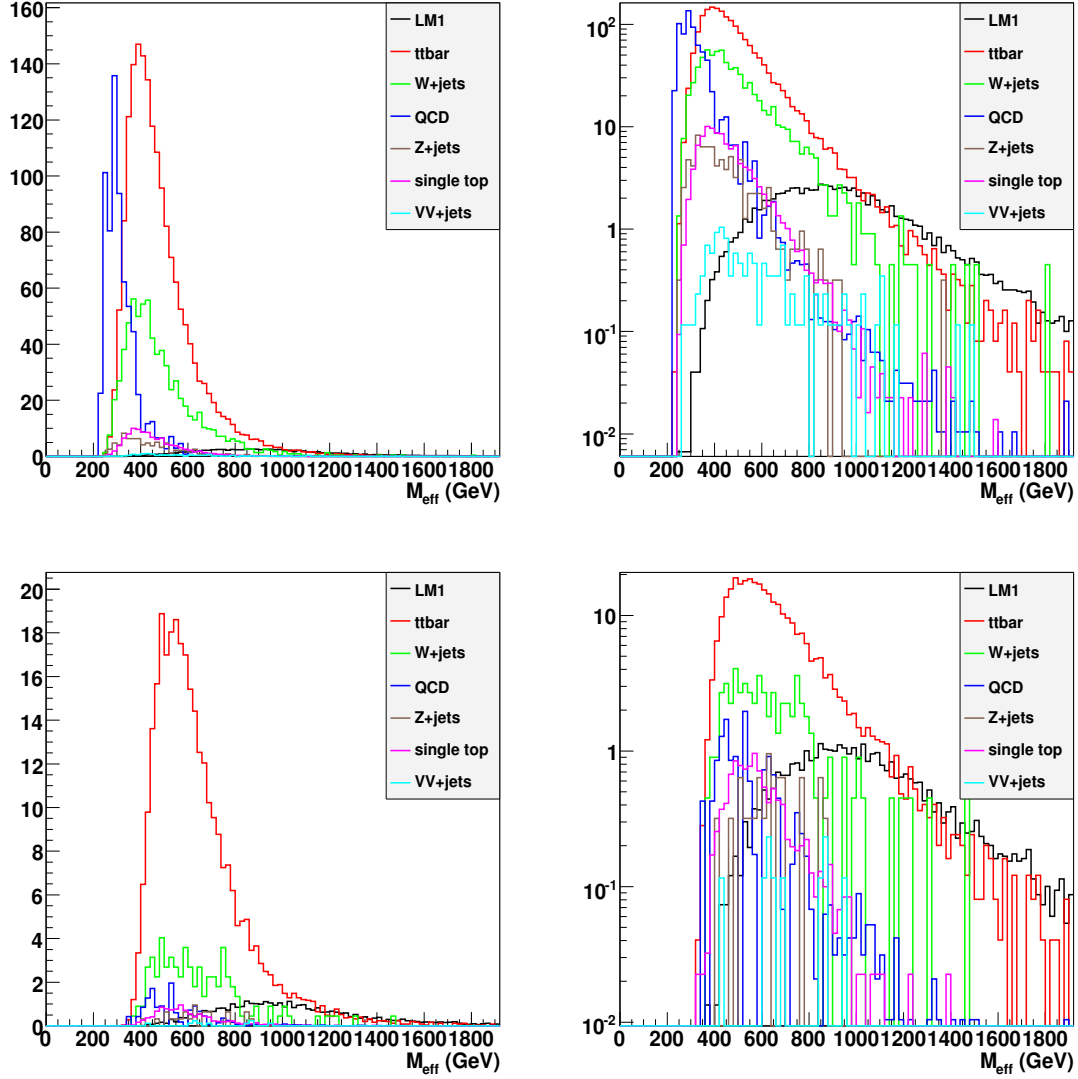 160
140
120
100
80
60
40
20
0
0 200 400 600 800 1000 1200 1400 1600 1800
M_eff (GeV)
LM1
ttbar
W+jets
QCD
Z+jets
single top
VV+jets
10^2
10
1
10^-1
10^-2
0 200 400 600 800 1000 1200 1400 1600 1800
M_eff (GeV)
LM1
ttbar
W+jets
QCD
Z+jets
single top
VV+jets
20
18
16
14
12
10
8
6
4
2
0
0 200 400 600 800 1000 1200 1400 1600 1800
M_eff (GeV)
LM1
ttbar
W+jets
QCD
Z+jets
single top
VV+jets
10
1
10^-1
10^-2
0 200 400 600 800 1000 1200 1400 1600 1800
M_eff (GeV)
LM1
ttbar
W+jets
QCD
Z+jets
single top
VV+jets